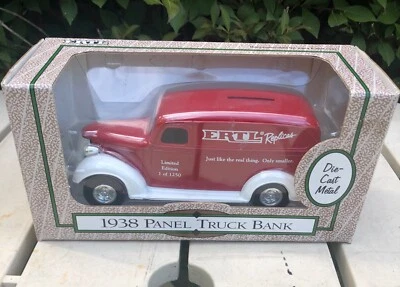 ERTL
ERTL Replicas
Just like the real thing. Only smaller.
Limited
Edition
1 of 1250
Die-
Cast
Metal
1938 PANEL TRUCK BANK